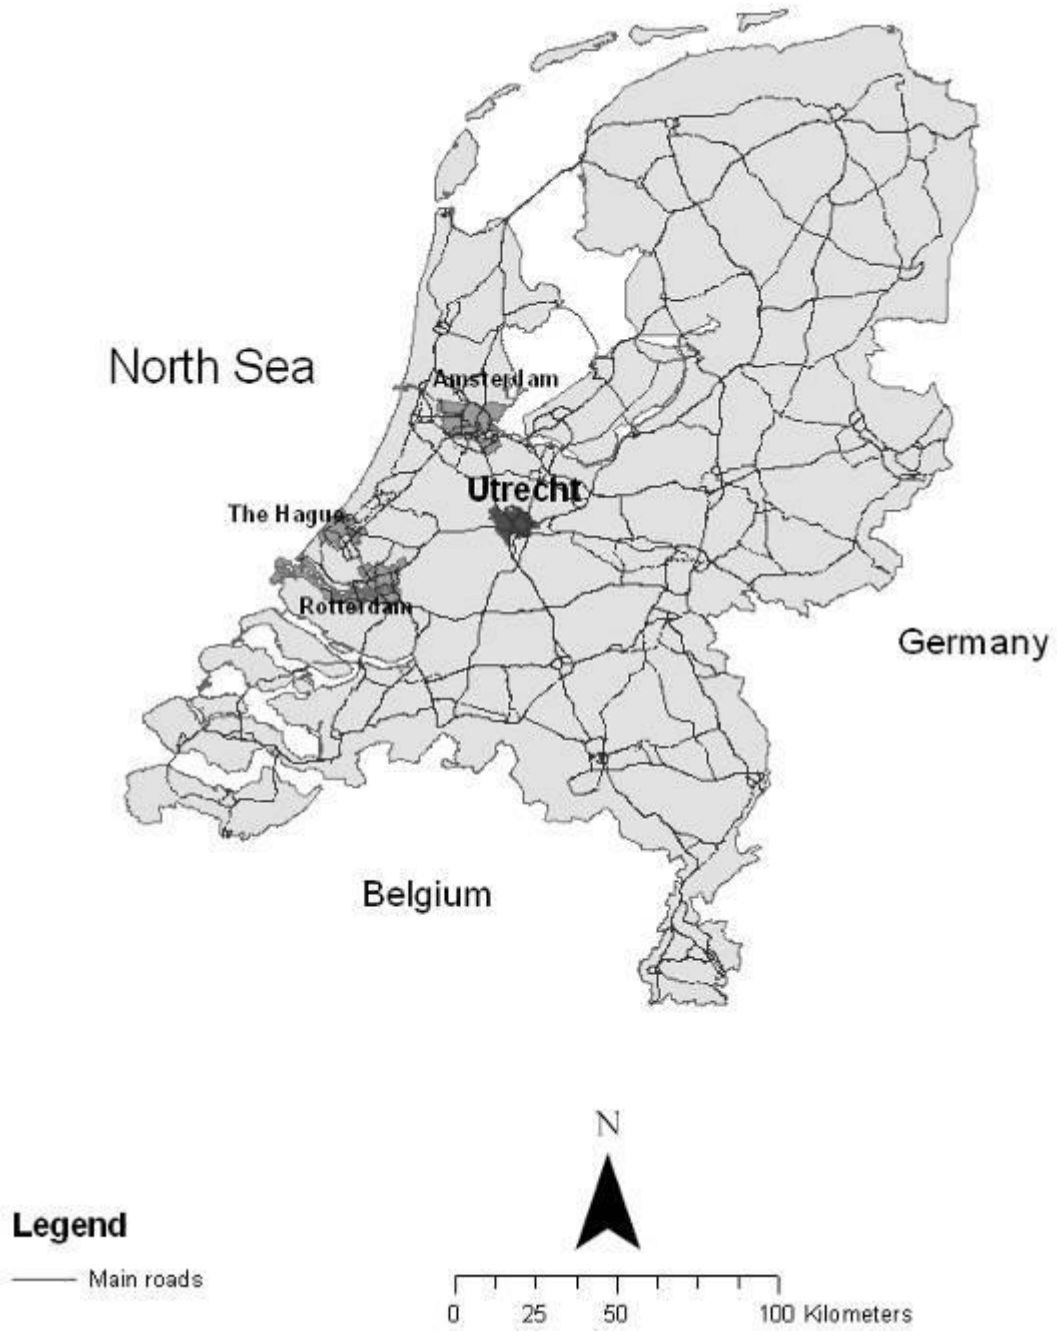 North Sea
Amsterdam
Utrecht
The Hague
Rotterdam
Germany
Belgium
N
Legend
Main roads
0 25 50 100 Kilometers